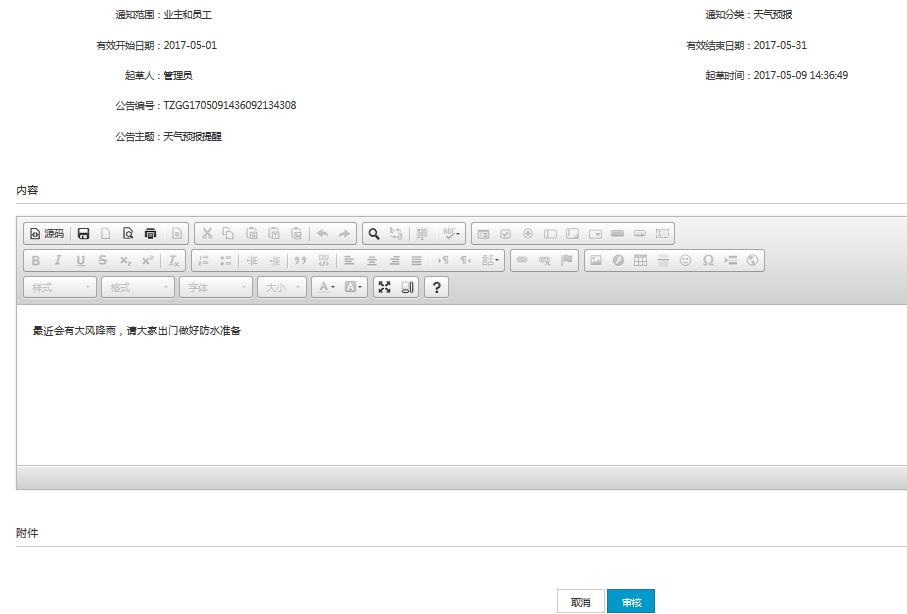 通知范围：业主和员工 通知分类：天气预报
有效开始日期：2017-05-01 有效结束日期：2017-05-31
起草人：管理员 起草时间：2017-05-09 14:36:49
公告编号：TZGG1705091436092134308
公告主题：天气预报提醒
内容
源码
B I U S x₂ x² Iₓ
样式 格式 字体 大小 A A ?
最近会有大风降雨，请大家出门做好防水准备
附件
取消 审核